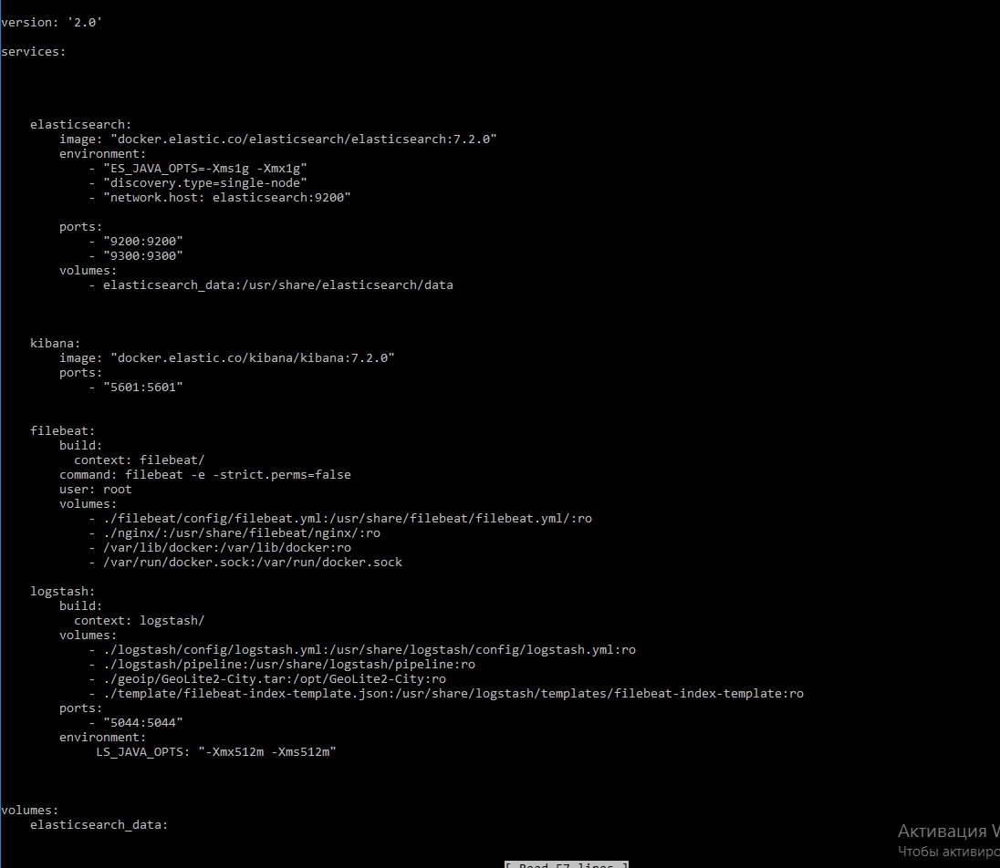 version: '2.0'
services:
elasticsearch:
image: "docker.elastic.co/elasticsearch/elasticsearch:7.2.0"
environment:
- "ES_JAVA_OPTS=-Xms1g -Xmx1g"
- "discovery.type=single-node"
- "network.host: elasticsearch:9200"
ports:
- "9200:9200"
- "9300:9300"
volumes:
- elasticsearch_data:/usr/share/elasticsearch/data
kibana:
image: "docker.elastic.co/kibana/kibana:7.2.0"
ports:
- "5601:5601"
filebeat:
build:
context: filebeat/
command: filebeat -e -strict.perms=false
user: root
volumes:
- ./filebeat/config/filebeat.yml:/usr/share/filebeat/filebeat.yml/:ro
- ./nginx/:/usr/share/filebeat/nginx/:ro
- /var/lib/docker:/var/lib/docker:ro
- /var/run/docker.sock:/var/run/docker.sock
logstash:
build:
context: logstash/
volumes:
- ./logstash/config/logstash.yml:/usr/share/logstash/config/logstash.yml:ro
- ./logstash/pipeline:/usr/share/logstash/pipeline:ro
- ./geoip/GeoLite2-City.tar:/opt/GeoLite2-City:ro
- ./template/filebeat-index-template.json:/usr/share/logstash/templates/filebeat-index-template:ro
ports:
- "5044:5044"
environment:
LS_JAVA_OPTS: "-Xmx512m -Xms512m"
volumes:
elasticsearch_data:
Активация
Чтобы
[ Read 57 lines ]